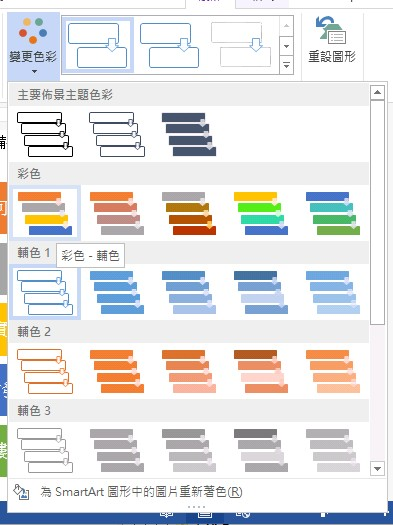 變更色彩
重設圖形
主要佈景主題色彩
彩色
彩色 - 輔色
輔色 1
輔色 2
輔色 3
為 SmartArt 圖形中的圖片重新著色(R)